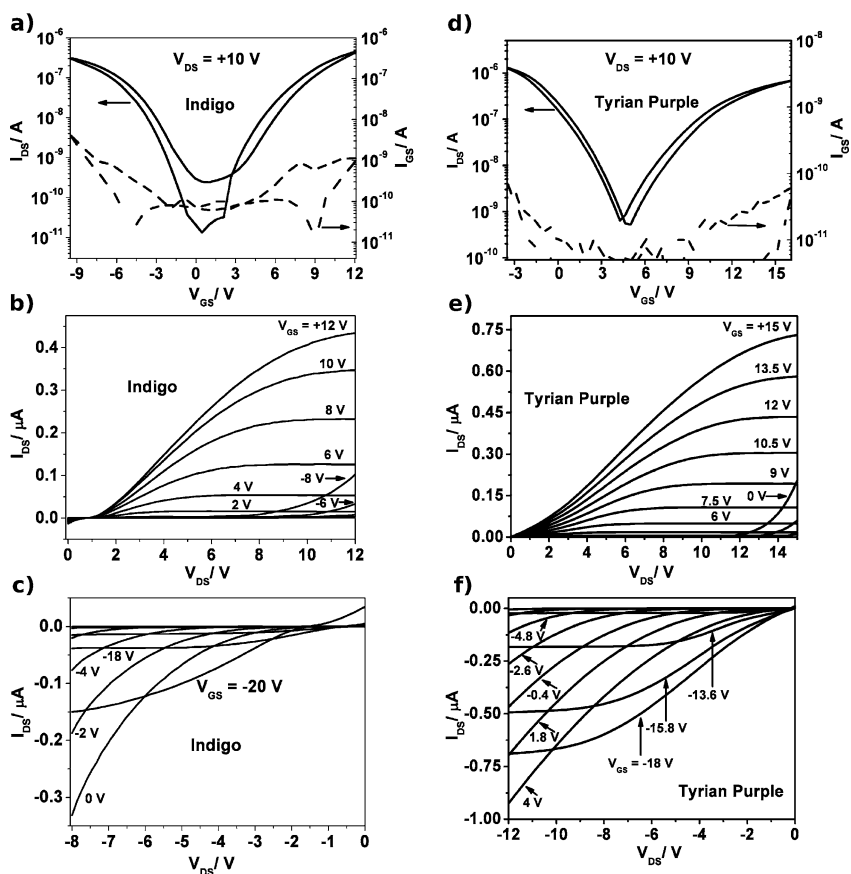 a)
V_DS = +10 V
Indigo
I_DS/ A
I_GS/ A
10^-6
10^-7
10^-8
10^-9
10^-10
10^-11
10^-8
10^-9
10^-10
10^-11
-9 -6 -3 0 3 6 9 12
V_GS/ V
d)
V_DS = +10 V
Tyrian Purple
I_DS/ A
I_GS/ A
10^-6
10^-7
10^-8
10^-9
10^-10
10^-8
10^-9
10^-10
10^-11
-3 0 3 6 9 12 15
V_GS/ V
b)
V_GS = +12 V
Indigo
10 V
8 V
6 V
-8 V
4 V
-6 V
2 V
I_DS/ µA
0.4
0.3
0.2
0.1
0.0
0 2 4 6 8 10 12
V_DS/ V
e)
V_GS = +15 V
13.5 V
Tyrian Purple
12 V
10.5 V
9 V
0 V
7.5 V
6 V
I_DS/ µA
0.75
0.60
0.45
0.30
0.15
0.00
0 2 4 6 8 10 12 14
V_DS/ V
c)
-18 V
-4 V
V_GS = -20 V
-2 V
Indigo
0 V
I_DS/ µA
0.0
-0.1
-0.2
-0.3
-8 -7 -6 -5 -4 -3 -2 -1 0
V_DS/ V
f)
-4.8 V
-2.6 V
-0.4 V
-13.6 V
-15.8 V
1.8 V
V_GS = -18 V
4 V
Tyrian Purple
I_DS/ µA
0.00
-0.25
-0.50
-0.75
-1.00
-12 -10 -8 -6 -4 -2 0
V_DS/ V